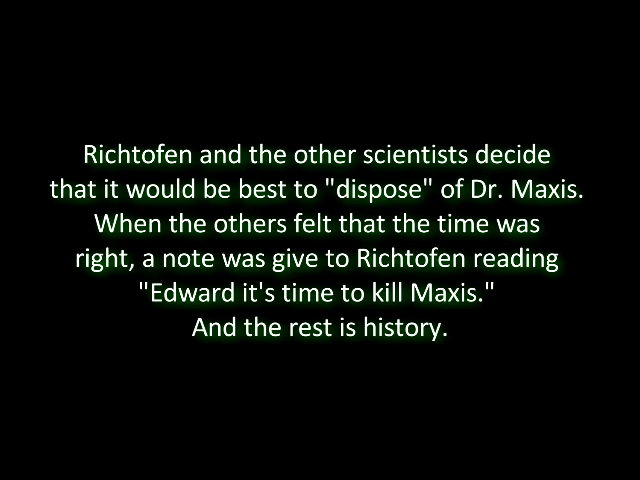 Richtofen and the other scientists decide
that it would be best to "dispose" of Dr. Maxis.
When the others felt that the time was
right, a note was give to Richtofen reading
"Edward it's time to kill Maxis."
And the rest is history.